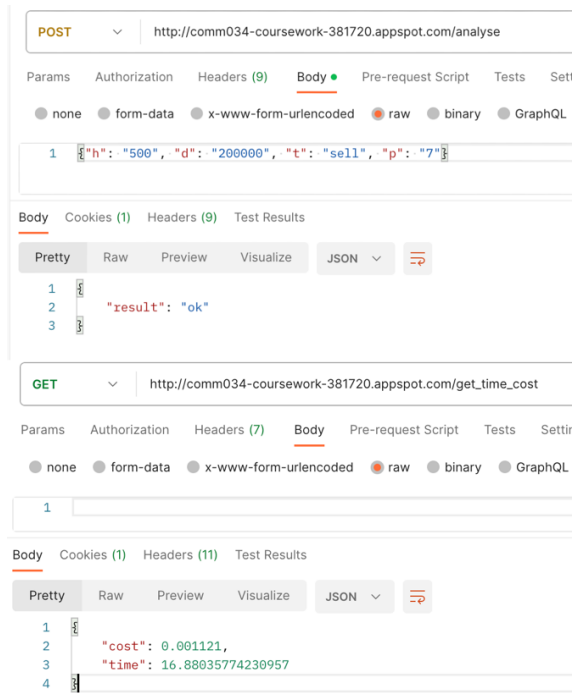 POST http://comm034-coursework-381720.appspot.com/analyse
Params Authorization Headers (9) Body Pre-request Script Tests Sett
none form-data x-www-form-urlencoded raw binary GraphQL
1 {"h": "500", "d": "200000", "t": "sell", "p": "7"}
Body Cookies (1) Headers (9) Test Results
Pretty Raw Preview Visualize JSON
1 {
2 "result": "ok"
3 }
GET http://comm034-coursework-381720.appspot.com/get_time_cost
Params Authorization Headers (7) Body Pre-request Script Tests Settin
none form-data x-www-form-urlencoded raw binary GraphQL
1
Body Cookies (1) Headers (11) Test Results
Pretty Raw Preview Visualize JSON
1 {
2 "cost": 0.001121,
3 "time": 16.88035774230957
4 }